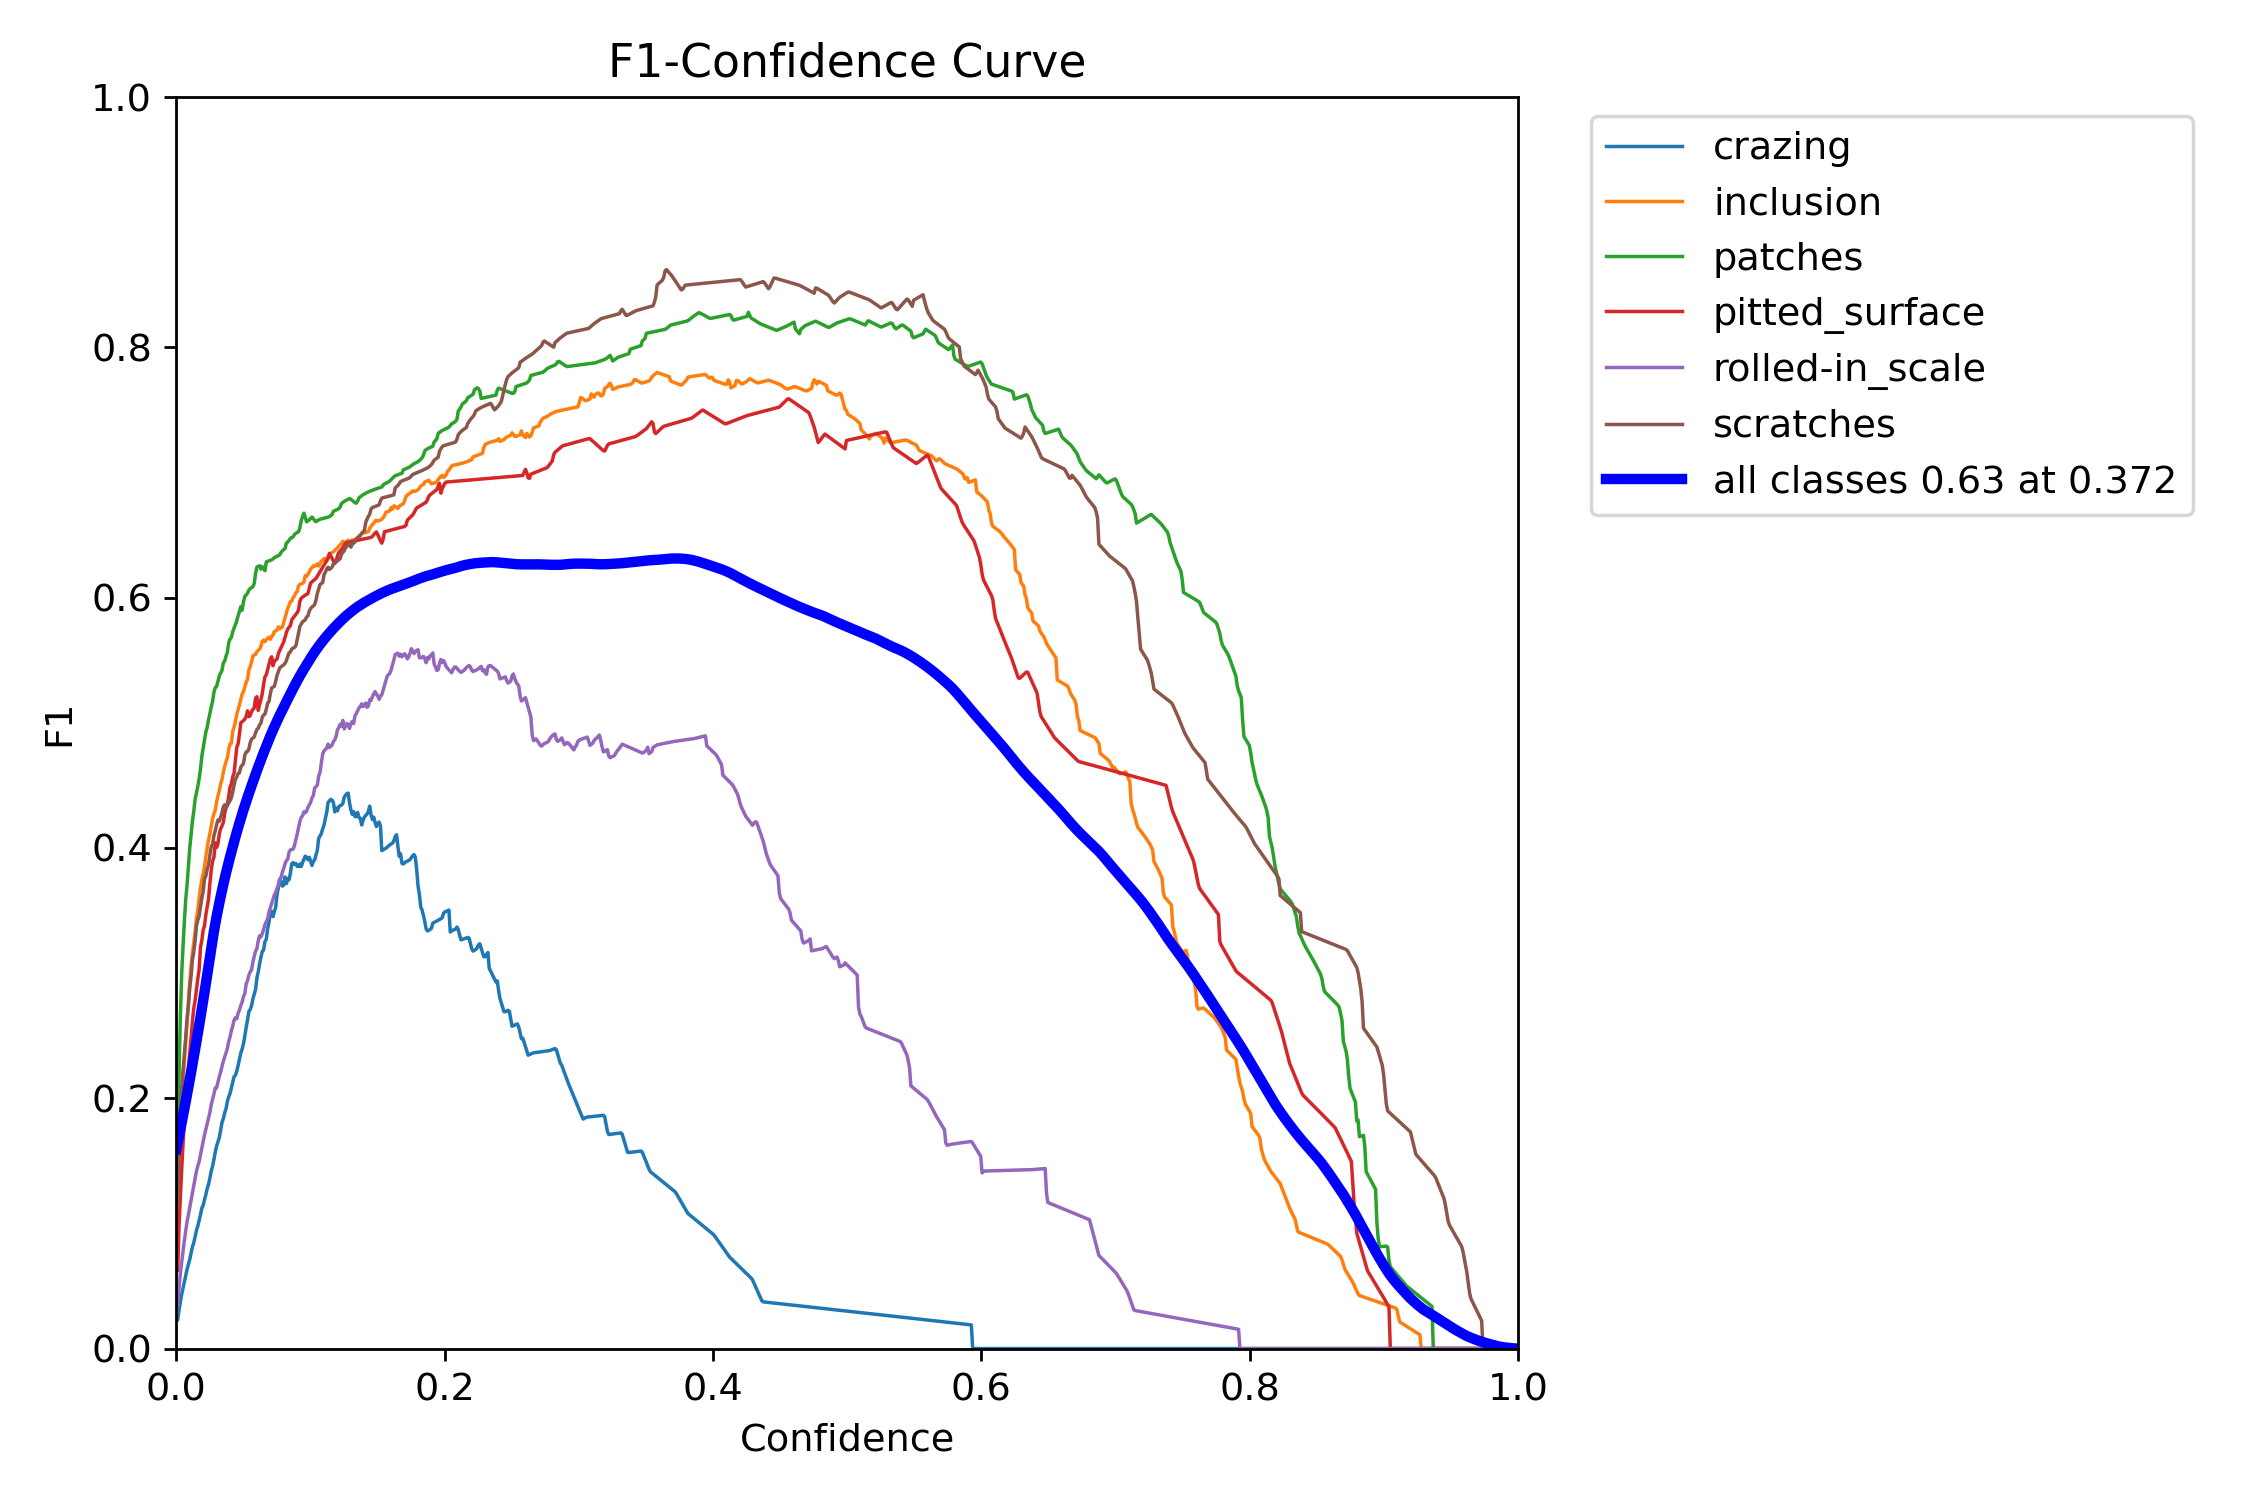 F1-Confidence Curve
1.0
0.8
0.6
0.4
0.2
0.0
F1
0.0 0.2 0.4 0.6 0.8 1.0
Confidence
crazing
inclusion
patches
pitted_surface
rolled-in_scale
scratches
all classes 0.63 at 0.372